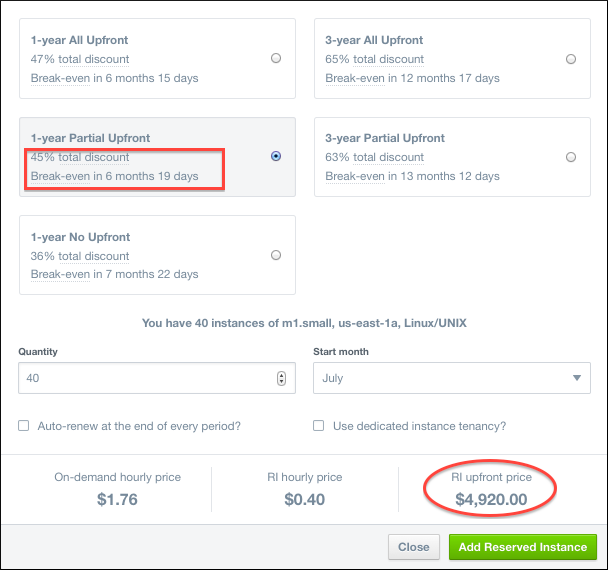 1-year All Upfront
47% total discount
Break-even in 6 months 15 days
3-year All Upfront
65% total discount
Break-even in 12 months 17 days
1-year Partial Upfront
45% total discount
Break-even in 6 months 19 days
3-year Partial Upfront
63% total discount
Break-even in 13 months 12 days
1-year No Upfront
36% total discount
Break-even in 7 months 22 days
You have 40 instances of m1.small, us-east-1a, Linux/UNIX
Quantity
40
Start month
July
Auto-renew at the end of every period?
Use dedicated instance tenancy?
On-demand hourly price
$1.76
RI hourly price
$0.40
RI upfront price
$4,920.00
Close
Add Reserved Instance